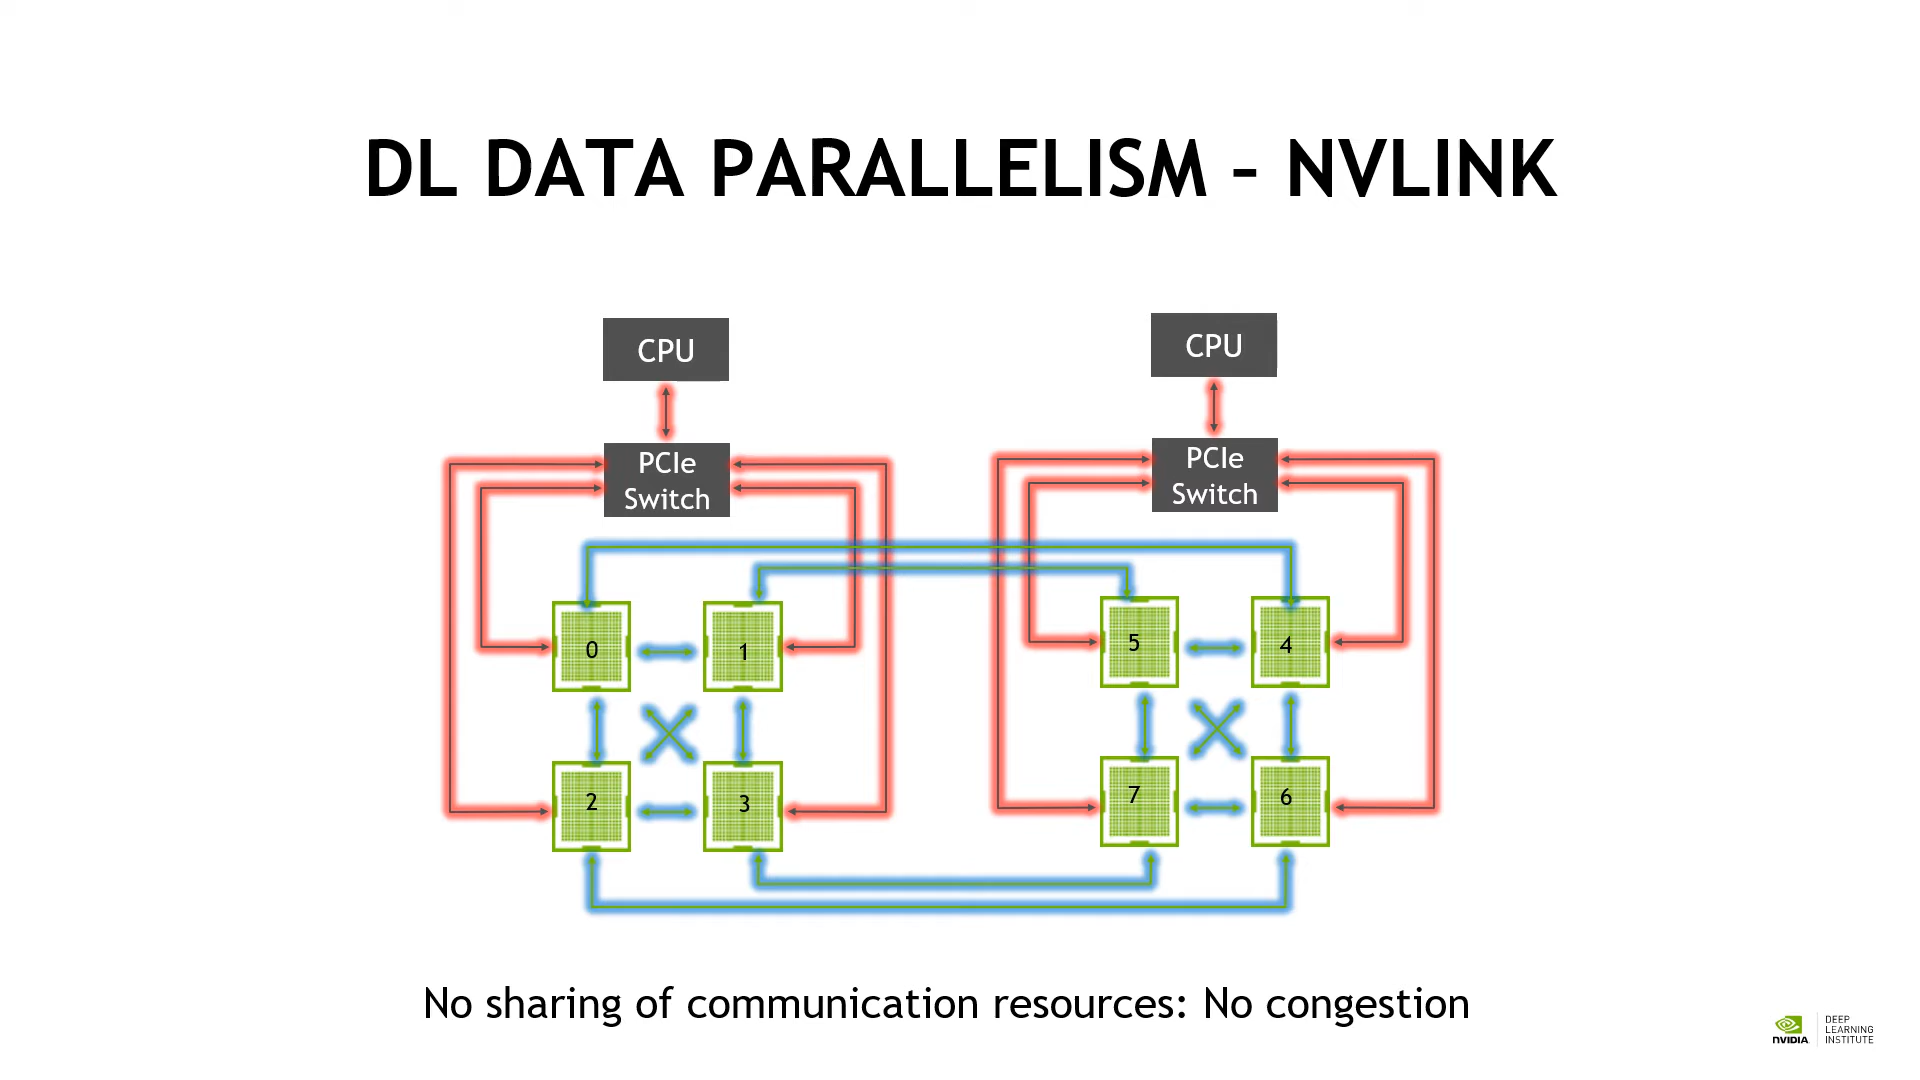 DL DATA PARALLELISM – NVLINK
CPU
CPU
PCIe
Switch
PCIe
Switch
0
1
5
4
2
3
7
6
No sharing of communication resources: No congestion
NVIDIA
DEEP
LEARNING
INSTITUTE